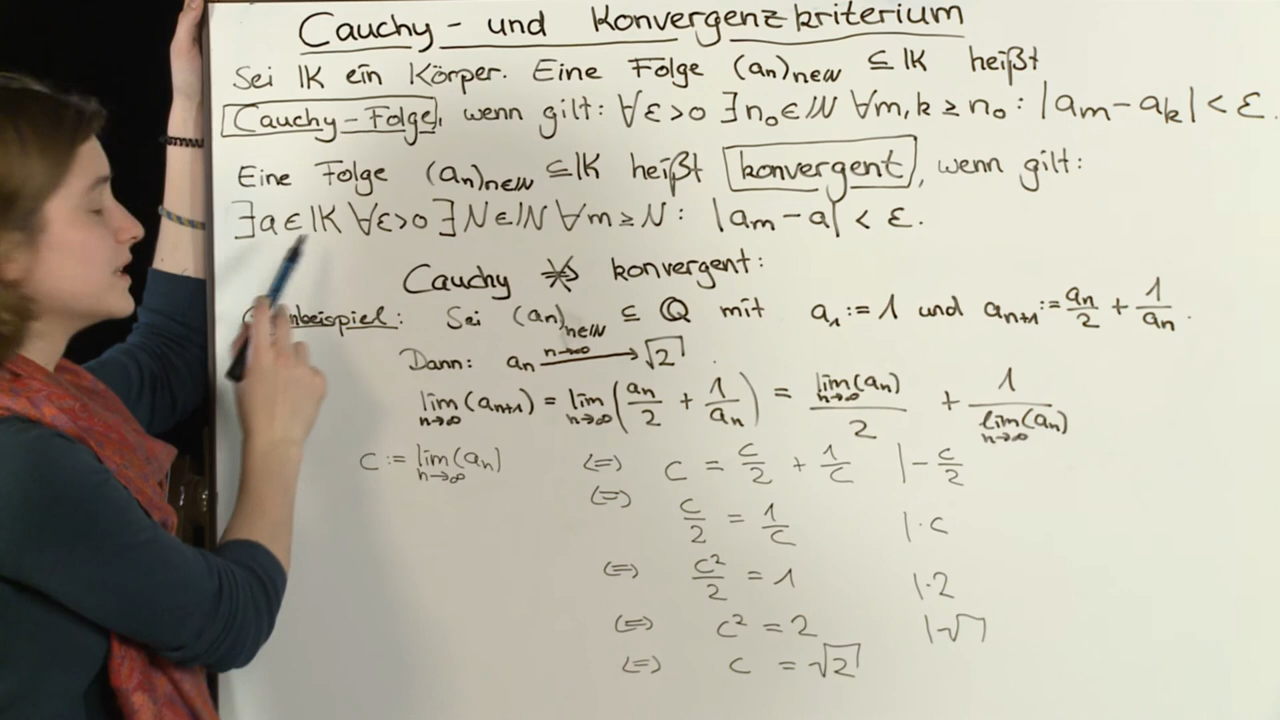 Cauchy- und Konvergenzkriterium
Sei 𝕂 ein Körper. Eine Folge (aₙ)ₙ∈ℕ ⊆ 𝕂 heißt
Cauchy-Folge, wenn gilt: ∀ε>0 ∃n₀∈ℕ ∀m,k ≥ n₀: |aₘ - aₖ| < ε.
Eine Folge (aₙ)ₙ∈ℕ ⊆ 𝕂 heißt konvergent, wenn gilt:
∃a∈𝕂 ∀ε>0 ∃N∈ℕ ∀m≥N: |aₘ - a| < ε.
Cauchy ⇏ konvergent:
nbeispiel: Sei (aₙ)ₙ∈ℕ ⊆ ℚ mit a₁ := 1 und aₙ₊₁ := aₙ/2 + 1/aₙ.
Dann: aₙ —n→∞→ √2.
lim n→∞ (aₙ₊₁) = lim n→∞ (aₙ/2 + 1/aₙ) = lim n→∞ (aₙ)/2 + 1/lim n→∞ (aₙ)
c := lim n→∞ (aₙ) (=) c = c/2 + 1/c |- c/2
(=) c/2 = 1/c |·c
(=) c²/2 = 1 |·2
(=) c² = 2 |√
(=) c = √2